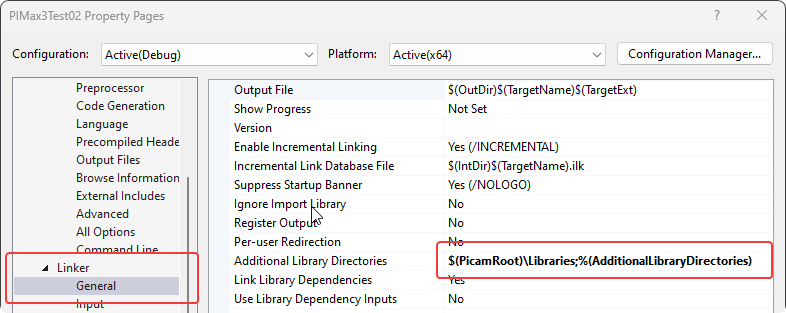 PIMax3Test02 Property Pages
?
Configuration: Active(Debug) Platform: Active(x64) Configuration Manager...
Preprocessor
Code Generation
Language
Precompiled Heade
Output Files
Browse Information
External Includes
Advanced
All Options
Command Line
Linker
General
Input
Output File $(OutDir)$(TargetName)$(TargetExt)
Show Progress Not Set
Version
Enable Incremental Linking Yes (/INCREMENTAL)
Incremental Link Database File $(IntDir)$(TargetName).ilk
Suppress Startup Banner Yes (/NOLOGO)
Ignore Import Library No
Register Output No
Per-user Redirection No
Additional Library Directories $(PicamRoot)\Libraries;%(AdditionalLibraryDirectories)
Link Library Dependencies Yes
Use Library Dependency Inputs No